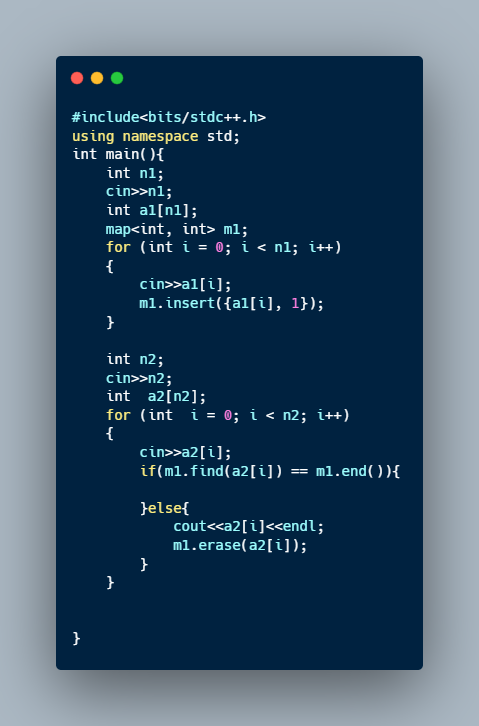 #include<bits/stdc++.h>
using namespace std;
int main(){
    int n1;
    cin>>n1;
    int a1[n1];
    map<int, int> m1;
    for (int i = 0; i < n1; i++)
    {
        cin>>a1[i];
        m1.insert({a1[i], 1});
    }

    int n2;
    cin>>n2;
    int  a2[n2];
    for (int  i = 0; i < n2; i++)
    {
        cin>>a2[i];
        if(m1.find(a2[i]) == m1.end()){

        }else{
            cout<<a2[i]<<endl;
            m1.erase(a2[i]);
        }
    }


}